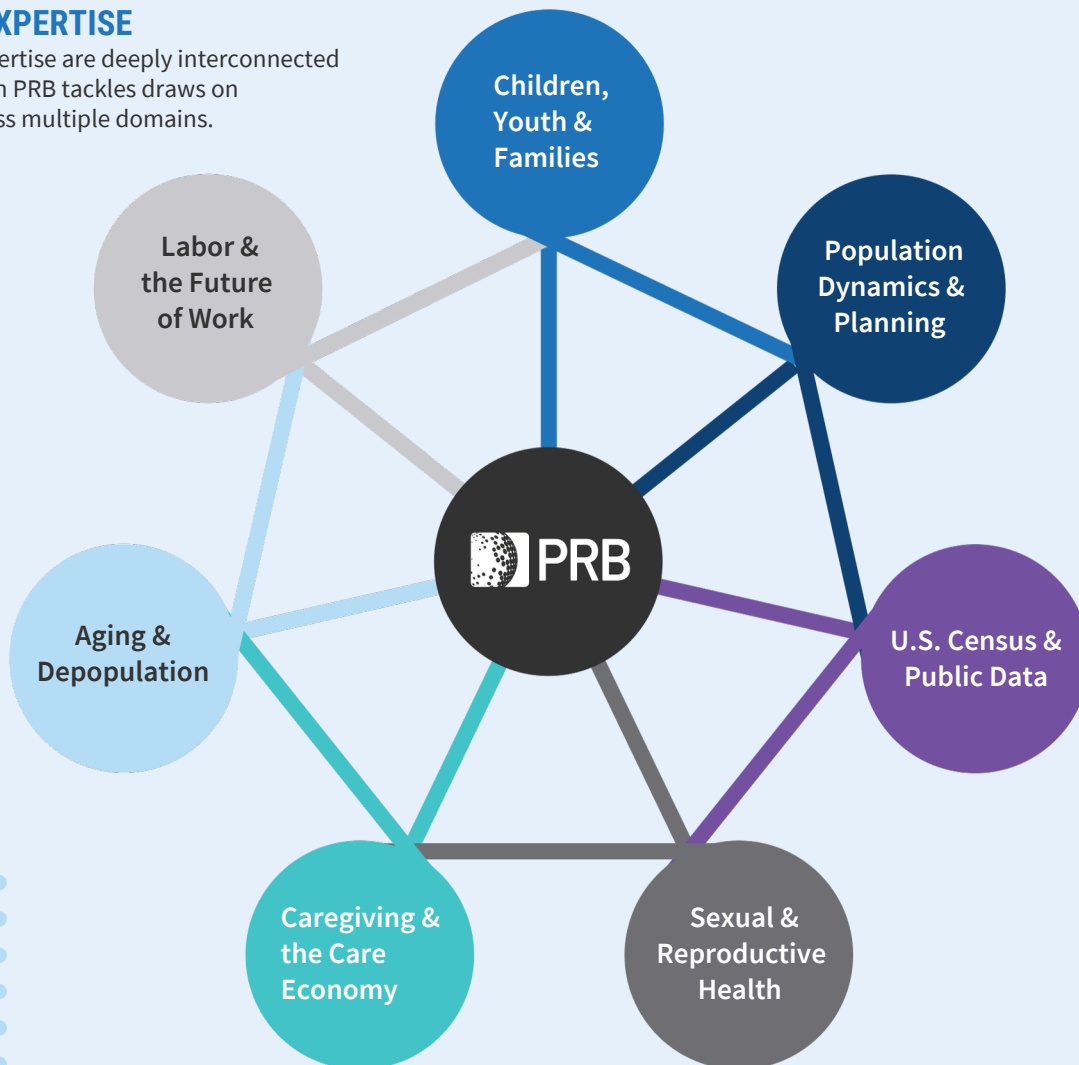 XPERTISE
ertise are deeply interconnected
n PRB tackles draws on
ss multiple domains.
Children,
Youth &
Families
Labor &
the Future
of Work
Population
Dynamics &
Planning
PRB
Aging &
Depopulation
U.S. Census &
Public Data
Caregiving &
the Care
Economy
Sexual &
Reproductive
Health